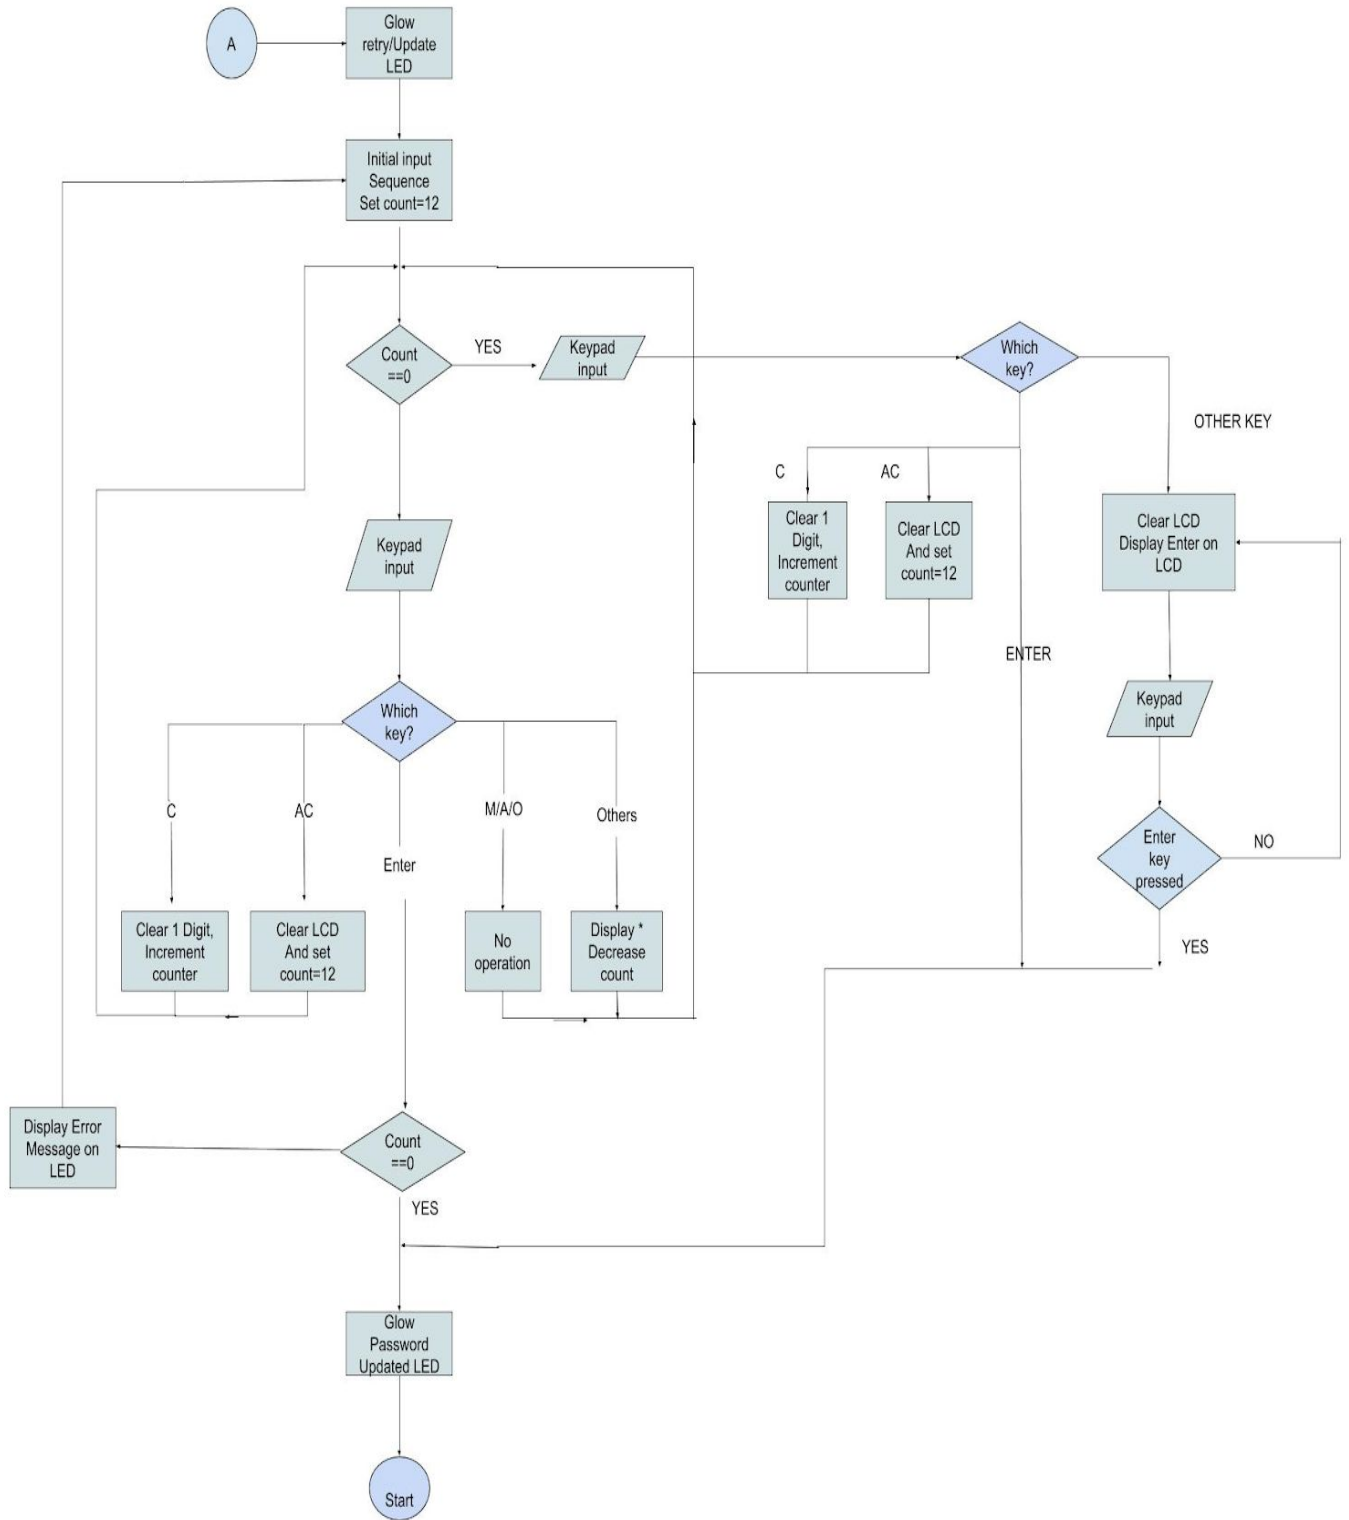 A
Glow
retry/Update
LED
Initial input
Sequence
Set count=12
Count
==0
YES
Keypad
input
Which
key?
OTHER KEY
C
AC
Clear 1
Digit,
Increment
counter
Clear LCD
And set
count=12
Clear LCD
Display Enter on
LCD
ENTER
Keypad
input
Enter
key
pressed
NO
YES
Keypad
input
Which
key?
C
AC
Enter
M/A/O
Others
Clear 1 Digit,
Increment
counter
Clear LCD
And set
count=12
No
operation
Display *
Decrease
count
Display Error
Message on
LED
Count
==0
YES
Glow
Password
Updated LED
Start